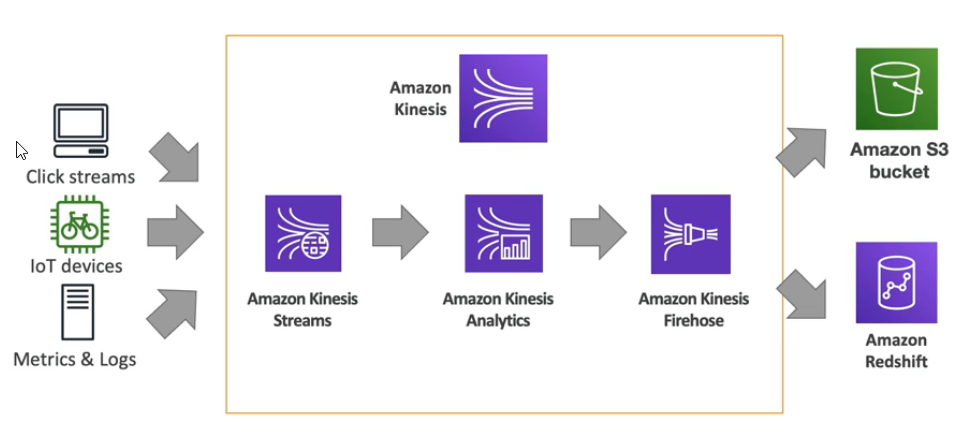 Amazon
Kinesis
Click streams
IoT devices
Metrics & Logs
Amazon Kinesis
Streams
Amazon Kinesis
Analytics
Amazon Kinesis
Firehose
Amazon S3
bucket
Amazon
Redshift